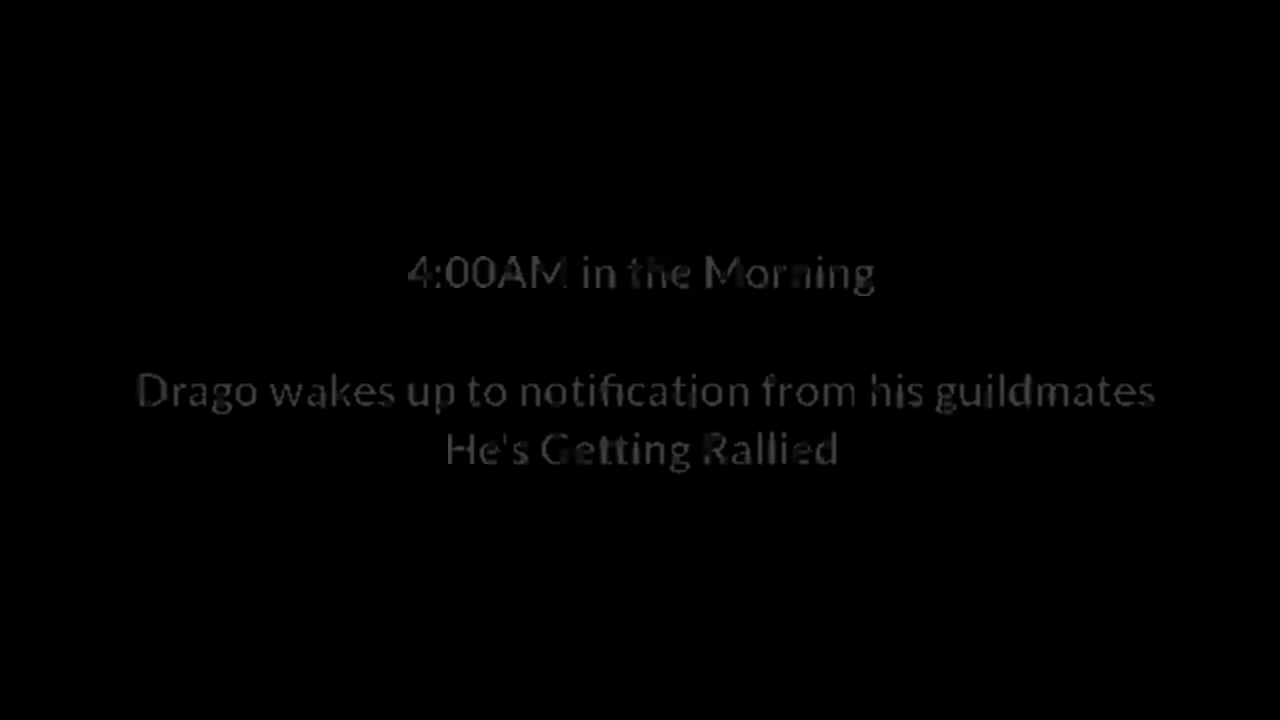 4:00AM in the Morning
Drago wakes up to notification from his guildmates
He's Getting Rallied